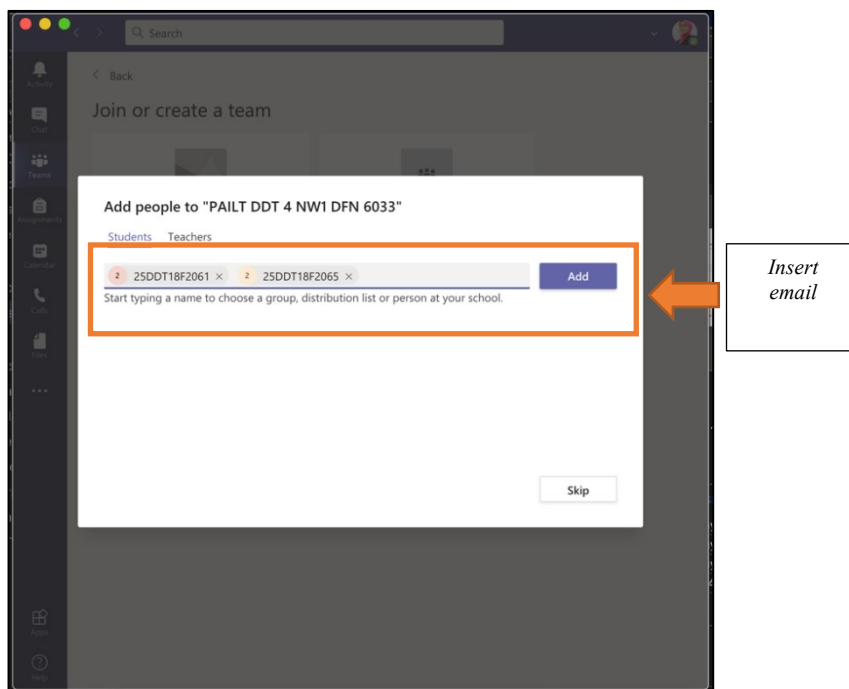 Search
Activity
Back
Join or create a team
Chat
Teams
Add people to "PAILT DDT 4 NW1 DFN 6033"
Assignments
Students Teachers
Calendar
2 25DDT18F2061 × 2 25DDT18F2065 × Add
Start typing a name to choose a group, distribution list or person at your school.
Insert
email
Calls
Files
Skip
Apps
Help